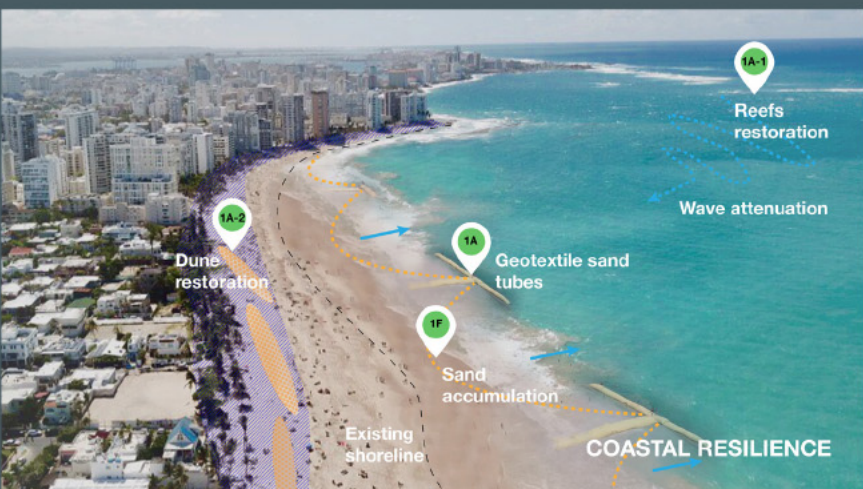 1A-1
Reefs
restoration
Wave attenuation
1A-2
Dune
restoration
1A
Geotextile sand
tubes
1F
Sand
accumulation
Existing
shoreline
COASTAL RESILIENCE